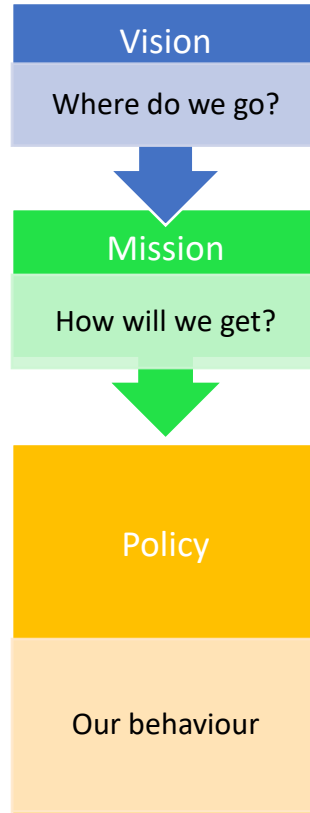 Vision
Where do we go?
Mission
How will we get?
Policy
Our behaviour